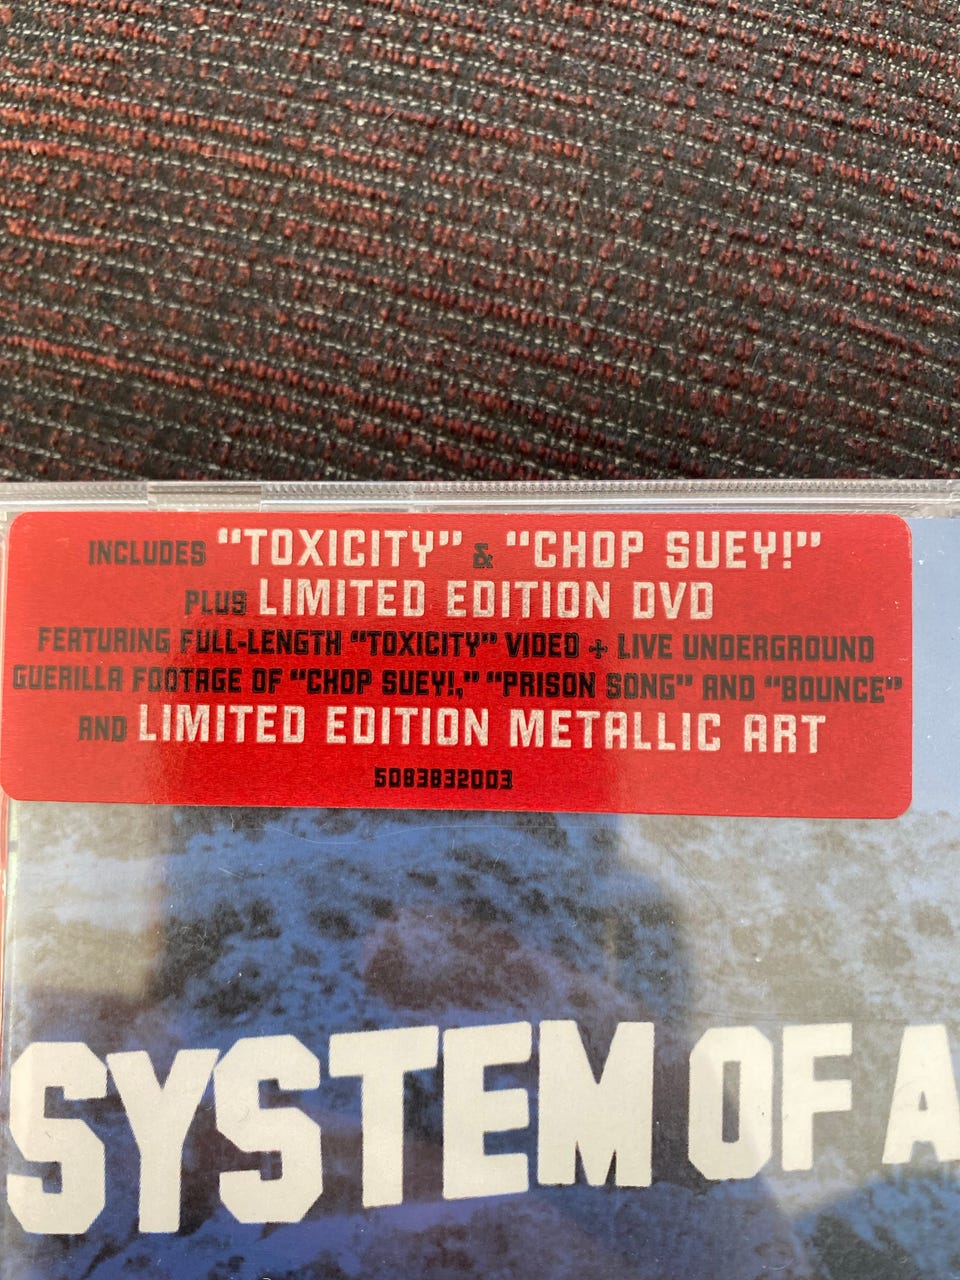 INCLUDES "TOXICITY" & "CHOP SUEY!"
PLUS LIMITED EDITION DVD
FEATURING FULL-LENGTH "TOXICITY" VIDEO + LIVE UNDERGROUND
GUERILLA FOOTAGE OF "CHOP SUEY!," "PRISON SONG" AND "BOUNCE"
AND LIMITED EDITION METALLIC ART
5083832003
SYSTEM OF A